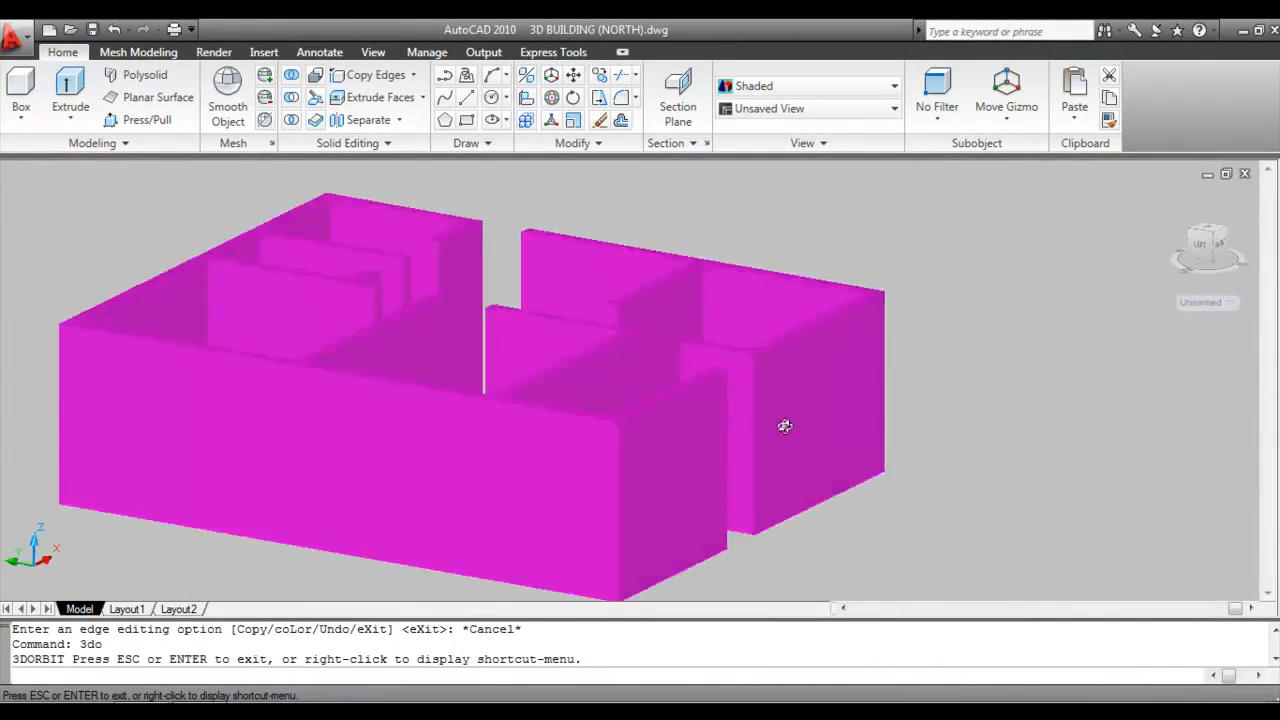 AutoCAD 2010 3D BUILDING (NORTH).dwg
Type a keyword or phrase
Home Mesh Modeling Render Insert Annotate View Manage Output Express Tools
Box
Extrude
Polysolid
Planar Surface
Press/Pull
Smooth
Object
Copy Edges
Extrude Faces
Separate
Section
Plane
Shaded
Unsaved View
No Filter
Move Gizmo
Paste
Modeling Mesh Solid Editing Draw Modify Section View Subobject Clipboard
LEFT
Unnamed
Z
X
Y
Model Layout1 Layout2
Enter an edge editing option [Copy/coLor/Undo/eXit] <eXit>: *Cancel*
Command: 3do
3DORBIT Press ESC or ENTER to exit, or right-click to display shortcut-menu.
Press ESC or ENTER to exit, or right-click to display shortcut-menu.